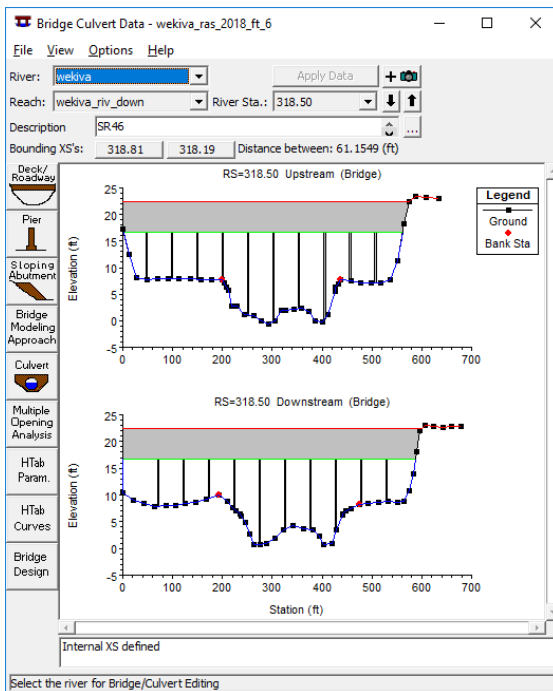 Bridge Culvert Data - wekiva_ras_2018_ft_6
File View Options Help
River: wekiva Apply Data +
Reach: wekiva_riv_down River Sta.: 318.50
Description SR46 ...
Bounding XS's: 318.81 318.19 Distance between: 61.1549 (ft)
Deck/
Roadway
Pier
Sloping
Abutment
Bridge
Modeling
Approach
Culvert
Multiple
Opening
Analysis
HTab
Param.
HTab
Curves
Bridge
Design
RS=318.50 Upstream (Bridge)
Elevation (ft)
25
20
15
10
5
0
-5
0 100 200 300 400 500 600 700
Legend
Ground
Bank Sta
RS=318.50 Downstream (Bridge)
Elevation (ft)
25
20
15
10
5
0
-5
0 100 200 300 400 500 600 700
Station (ft)
Internal XS defined
Select the river for Bridge/Culvert Editing